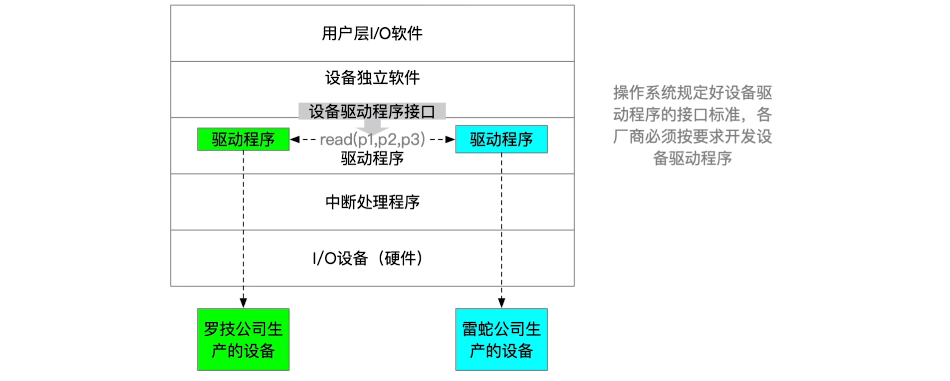 用户层I/O软件
设备独立软件
设备驱动程序接口
驱动程序
read(p1,p2,p3)
驱动程序
驱动程序
中断处理程序
I/O设备（硬件）
罗技公司生
产的设备
雷蛇公司生
产的设备
操作系统规定好设备驱
动程序的接口标准，各
厂商必须按要求开发设
备驱动程序